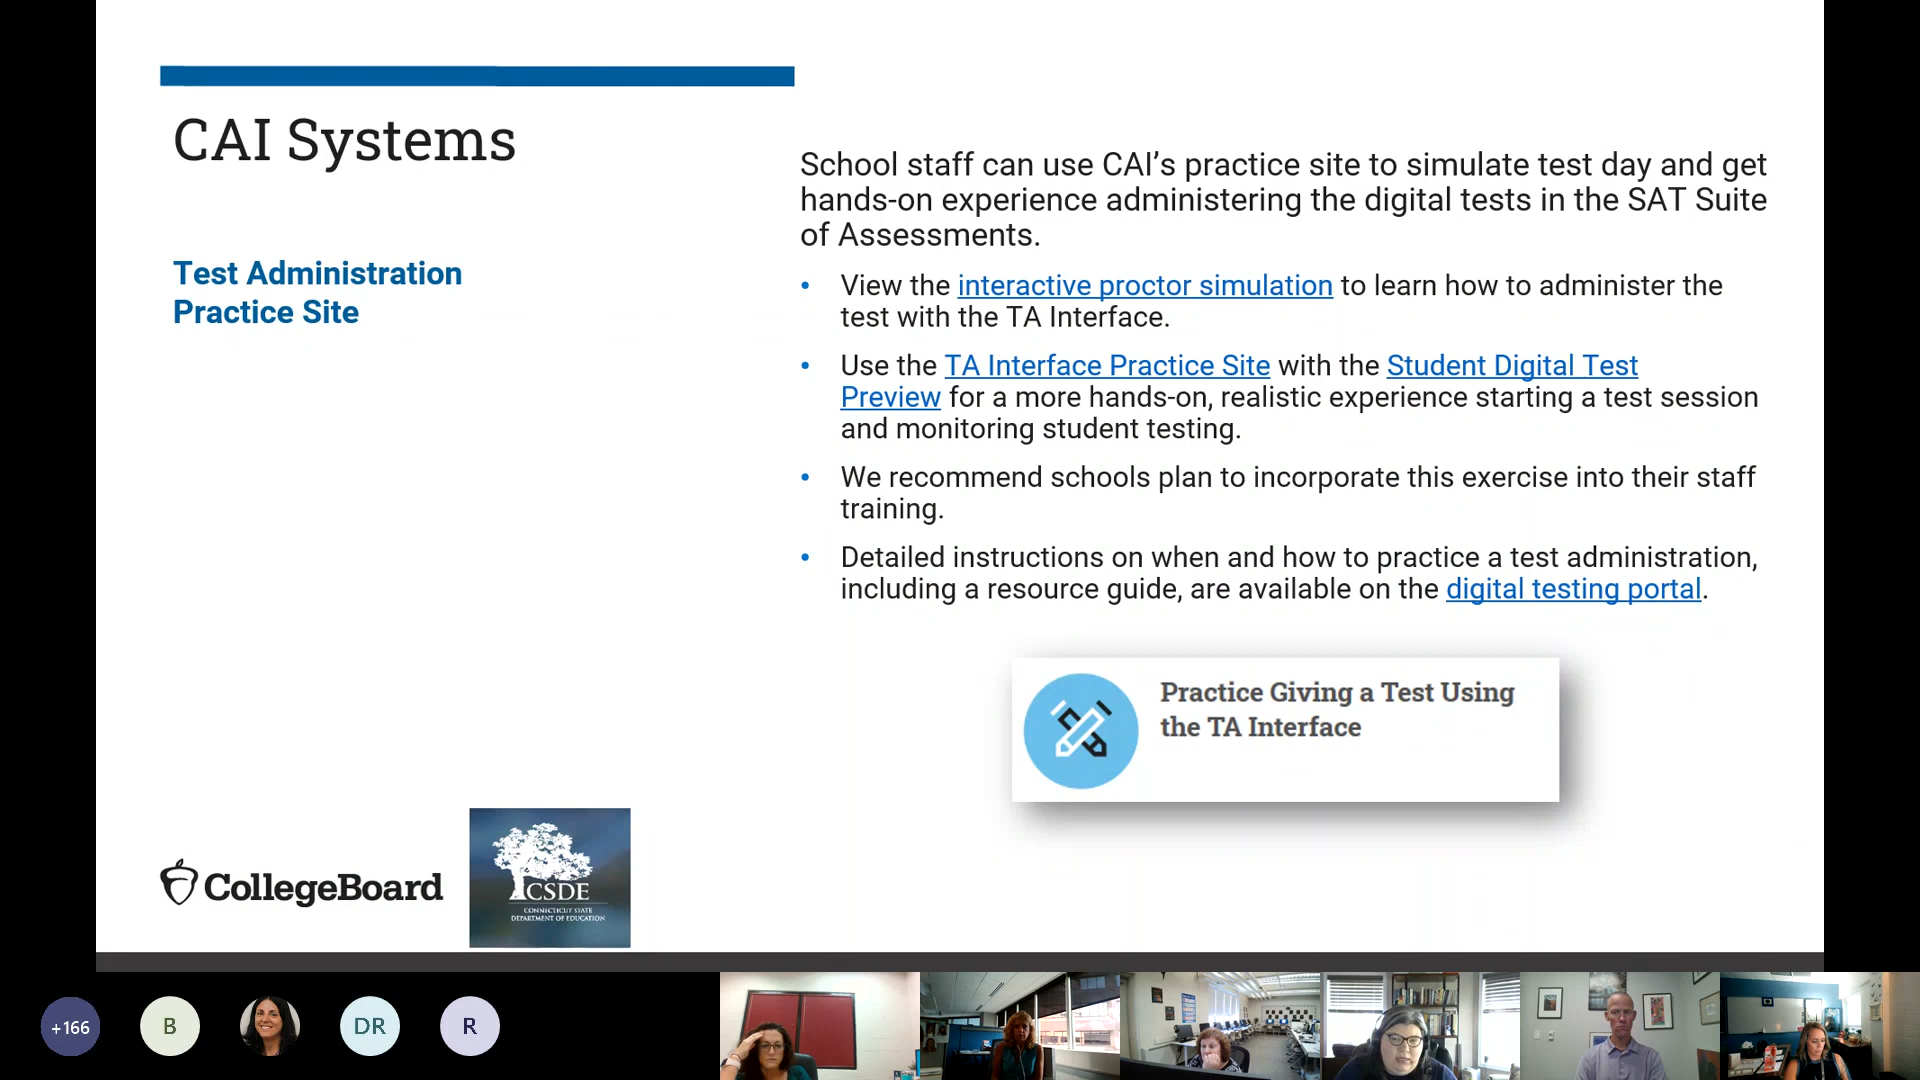 CAI Systems
Test Administration
Practice Site
School staff can use CAI’s practice site to simulate test day and get
hands-on experience administering the digital tests in the SAT Suite
of Assessments.
• View the interactive proctor simulation to learn how to administer the
test with the TA Interface.
• Use the TA Interface Practice Site with the Student Digital Test
Preview for a more hands-on, realistic experience starting a test session
and monitoring student testing.
• We recommend schools plan to incorporate this exercise into their staff
training.
• Detailed instructions on when and how to practice a test administration,
including a resource guide, are available on the digital testing portal.
Practice Giving a Test Using
the TA Interface
CollegeBoard
CSDE
CONNECTICUT STATE
DEPARTMENT OF EDUCATION
+166
B
DR
R